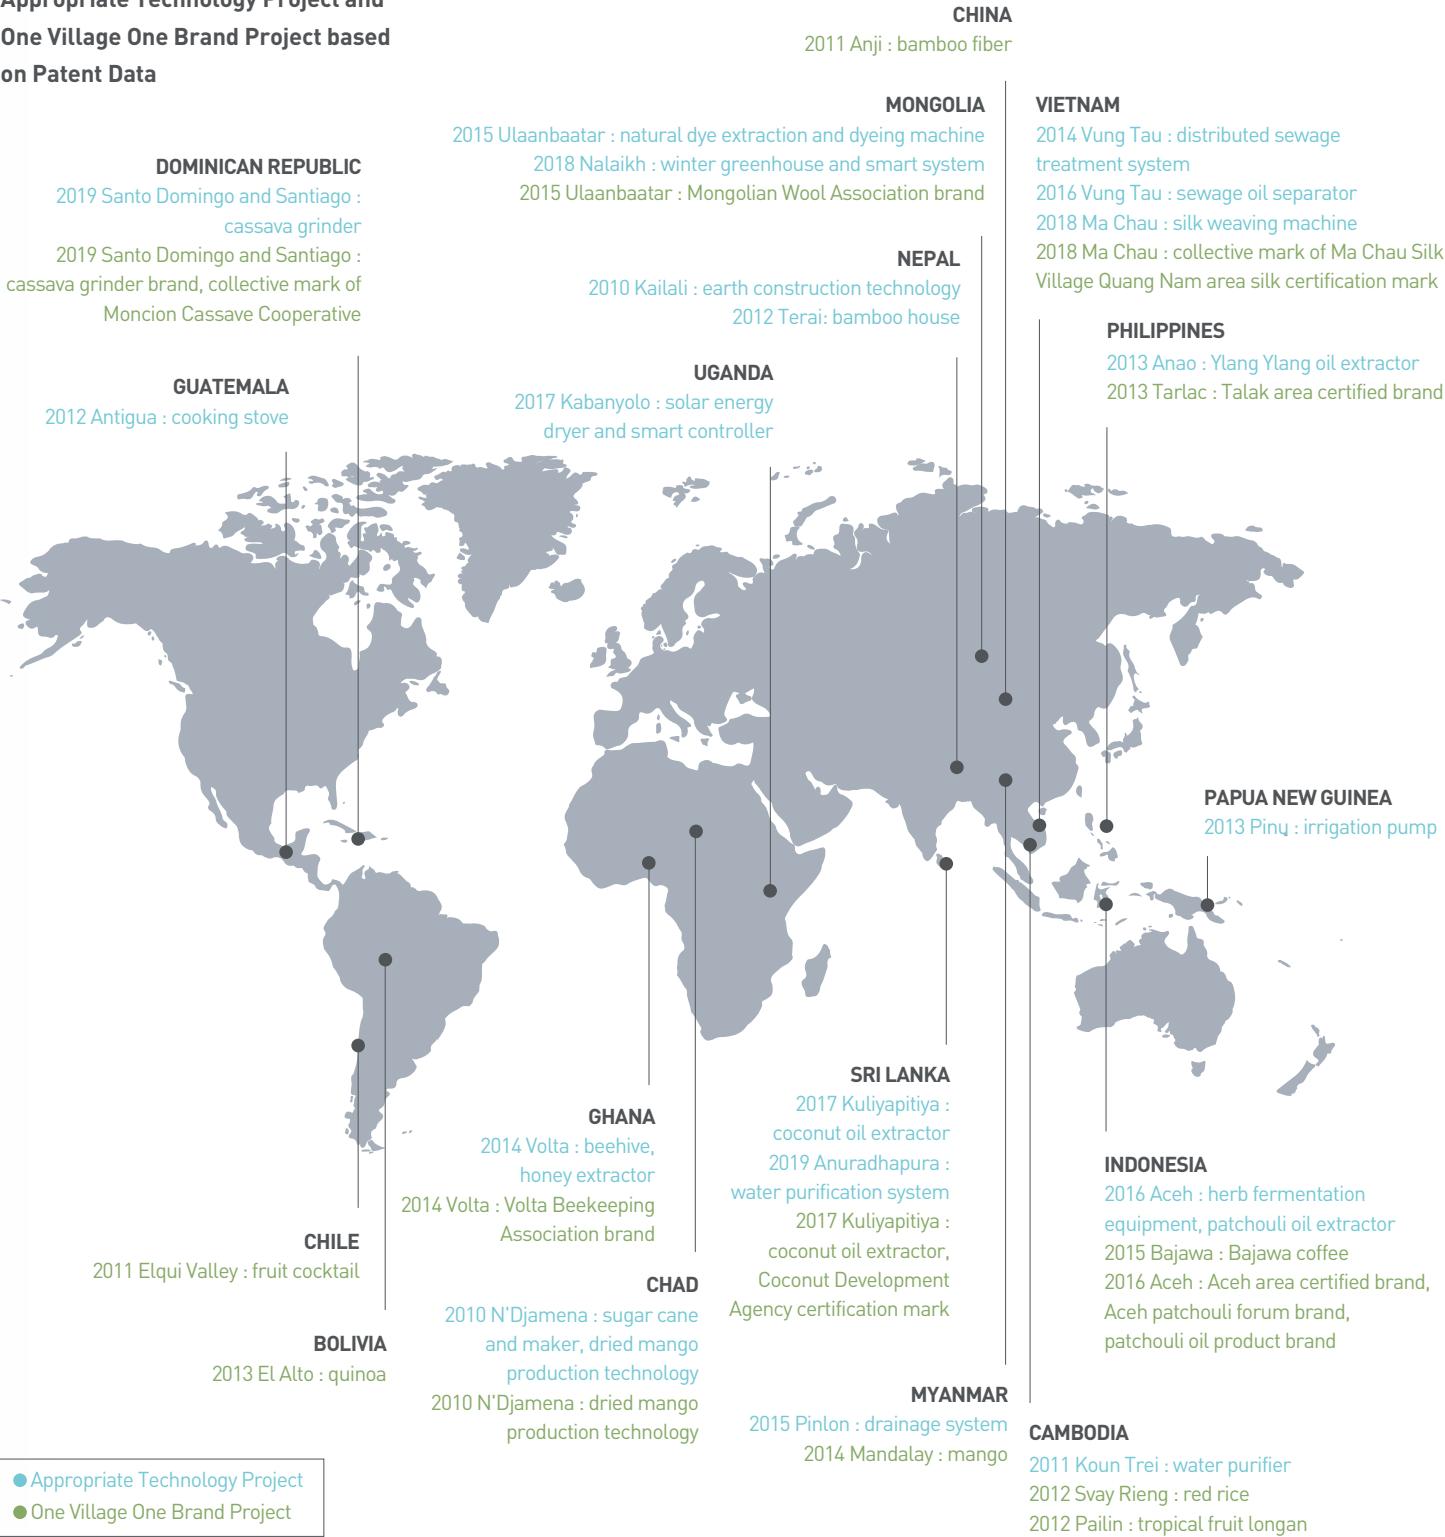 Appropriate Technology Project and
One Village One Brand Project based
on Patent Data
CHINA
2011 Anji : bamboo fiber
MONGOLIA
2015 Ulaanbaatar : natural dye extraction and dyeing machine
2018 Nalaikh : winter greenhouse and smart system
2015 Ulaanbaatar : Mongolian Wool Association brand
VIETNAM
2014 Vung Tau : distributed sewage
treatment system
2016 Vung Tau : sewage oil separator
2018 Ma Chau : silk weaving machine
2018 Ma Chau : collective mark of Ma Chau Silk
Village Quang Nam area silk certification mark
DOMINICAN REPUBLIC
2019 Santo Domingo and Santiago :
cassava grinder
2019 Santo Domingo and Santiago :
cassava grinder brand, collective mark of
Moncion Cassave Cooperative
NEPAL
2010 Kailali : earth construction technology
2012 Terai: bamboo house
PHILIPPINES
2013 Anao : Ylang Ylang oil extractor
2013 Tarlac : Talak area certified brand
GUATEMALA
2012 Antigua : cooking stove
UGANDA
2017 Kabanyolo : solar energy
dryer and smart controller
PAPUA NEW GUINEA
2013 Pinų : irrigation pump
SRI LANKA
2017 Kuliyapitiya :
coconut oil extractor
2019 Anuradhapura :
water purification system
2017 Kuliyapitiya :
coconut oil extractor,
Coconut Development
Agency certification mark
GHANA
2014 Volta : beehive,
honey extractor
2014 Volta : Volta Beekeeping
Association brand
INDONESIA
2016 Aceh : herb fermentation
equipment, patchouli oil extractor
2015 Bajawa : Bajawa coffee
2016 Aceh : Aceh area certified brand,
Aceh patchouli forum brand,
patchouli oil product brand
CHILE
2011 Elqui Valley : fruit cocktail
CHAD
2010 N'Djamena : sugar cane
and maker, dried mango
production technology
2010 N'Djamena : dried mango
production technology
BOLIVIA
2013 El Alto : quinoa
MYANMAR
2015 Pinlon : drainage system
2014 Mandalay : mango
CAMBODIA
2011 Koun Trei : water purifier
2012 Svay Rieng : red rice
2012 Pailin : tropical fruit longan
Appropriate Technology Project
One Village One Brand Project